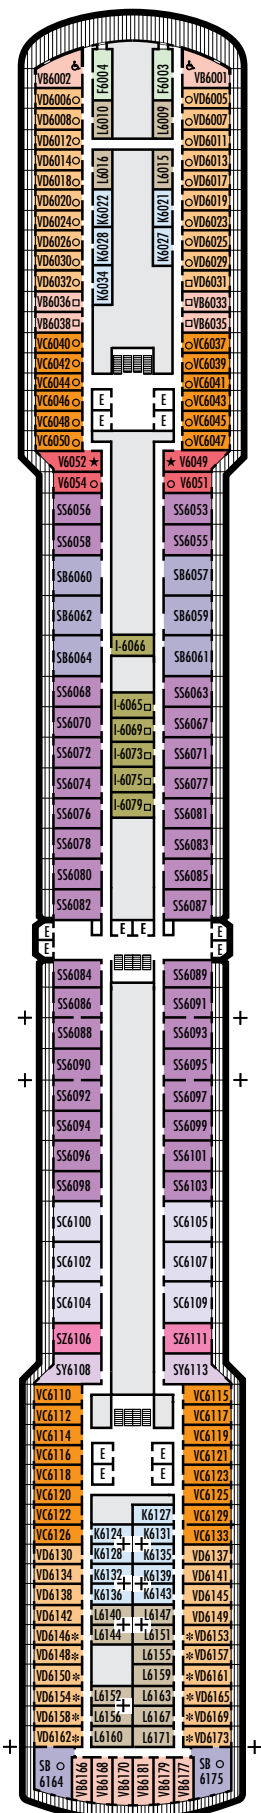 VB6002 F6004 F6003 VB6001
VD6006 VD6005
VD6008 L6010 L6009 VD6007
VD6012 VD6011
VD6014 L6016 L6015 VD6013
VD6018 VD6017
VD6020 K6022 K6021 VD6019
VD6024 VD6023
VD6026 K6028 K6027 VD6025
VD6030 VD6029
VD6032 K6034 VD6031
VB6036 VB6033
VB6038 VB6035
VC6040 VC6037
VC6042 VC6039
VC6044 VC6041
VC6046 E E VC6043
VC6048 E E VC6045
VC6050 VC6047
V6052 ★ ★ V6049
V6054 V6051
SS6056 SS6053
SS6058 SS6055
SB6060 SB6057
SB6062 SB6059
I-6066
SB6064 SB6061
SS6068 SS6063
I-6065
SS6070 I-6069 SS6067
SS6072 I-6073 SS6071
SS6074 I-6075 SS6077
SS6076 I-6079 SS6081
SS6078 SS6083
SS6080 SS6085
SS6082 SS6087
E E E E
E E
SS6084 SS6089
SS6086 SS6091
SS6088 SS6093
SS6090 SS6095
SS6092 SS6097
SS6094 SS6099
SS6096 SS6101
SS6098 SS6103
SC6100 SC6105
SC6102 SC6107
SC6104 SC6109
SZ6106 SZ6111
SY6108 SY6113
VC6110 VC6115
VC6112 VC6117
VC6114 VC6119
VC6116 E E VC6121
VC6118 E E VC6123
VC6120 VC6125
VC6122 K6127 VC6129
VC6126 K6124 K6131 VC6133
VD6130 K6128 K6135 VD6137
VD6134 K6132 K6139 VD6141
VD6138 K6136 K6143 VD6145
VD6142 L6140 L6147 VD6149
VD6146* L6144 L6151 *VD6153
VD6148* L6155 *VD6157
VD6150* L6159 *VD6161
VD6154* L6152 L6163 *VD6165
VD6158* L6156 L6167 *VD6169
VD6162* L6160 L6171 *VD6173
SB 6164 VB6166 VB6168 VB6170 VB6181 VB6179 VB6177 SB 6175